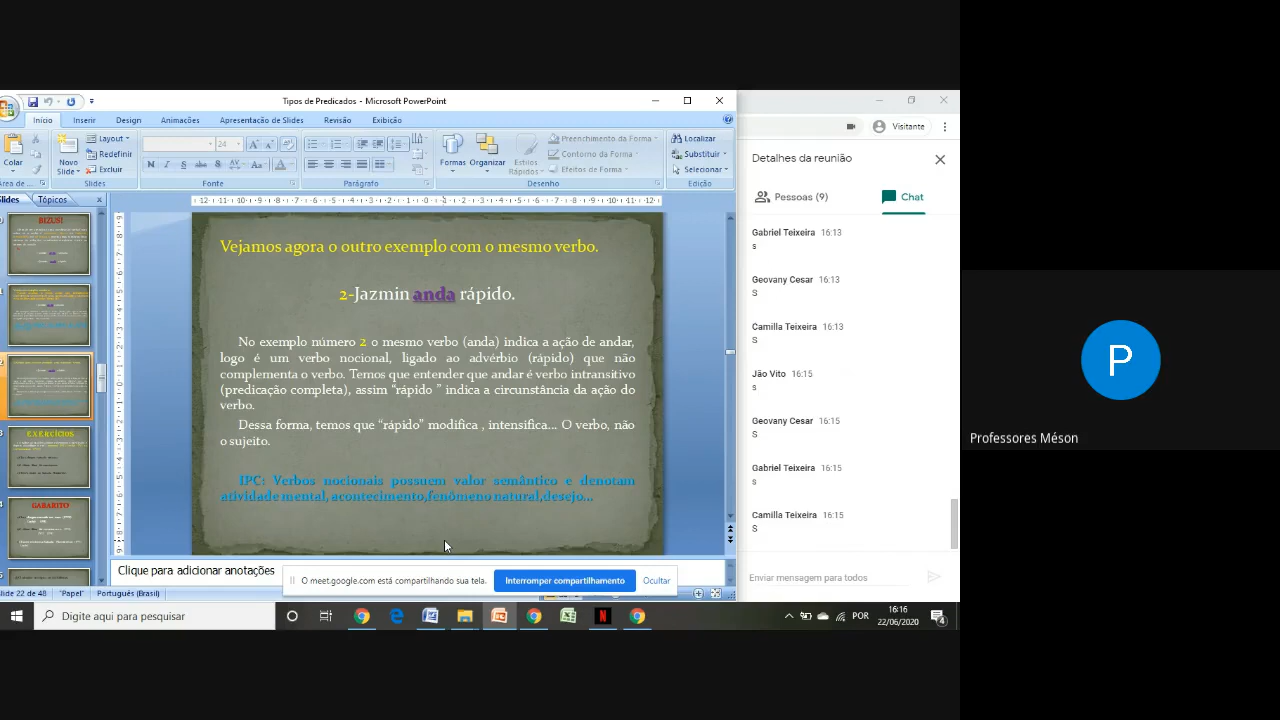 Tipos de Predicados - Microsoft PowerPoint
Início Inserir Design Animações Apresentação de Slides Revisão Exibição
Colar
Novo
Slide
Layout
Redefinir
Excluir
24
Formas
Organizar
Estilos
Rápidos
Preenchimento da Forma
Contorno da Forma
Efeitos de Forma
Localizar
Substituir
Selecionar
Área de ... Slides Fonte Parágrafo Desenho Edição
Slides Tópicos
BIZUS!
EXERCÍCIOS
GABARITO
Vejamos agora o outro exemplo com o mesmo verbo.
2-Jazmin anda rápido.
No exemplo número 2 o mesmo verbo (anda) indica a ação de andar,
logo é um verbo nocional, ligado ao advérbio (rápido) que não
complementa o verbo. Temos que entender que andar é verbo intransitivo
(predicação completa), assim “rápido ” indica a circunstância da ação do
verbo.
Dessa forma, temos que “rápido” modifica , intensifica... O verbo, não
o sujeito.
IPC: Verbos nocionais possuem valor semântico e denotam
atividade mental, acontecimento,fenômeno natural,desejo...
Clique para adicionar anotações
O meet.google.com está compartilhando sua tela.
Interromper compartilhamento
Ocultar
Slide 22 de 48 "Papel" Português (Brasil)
Visitante
Detalhes da reunião
Pessoas (9)
Chat
Gabriel Teixeira 16:13
s
Geovany Cesar 16:13
S
Camilla Teixeira 16:13
S
Jão Vito 16:15
s
Geovany Cesar 16:15
S
Gabriel Teixeira 16:15
s
Camilla Teixeira 16:15
S
Enviar mensagem para todos
Digite aqui para pesquisar
POR
16:16
22/06/2020
4
P
Professores Méson